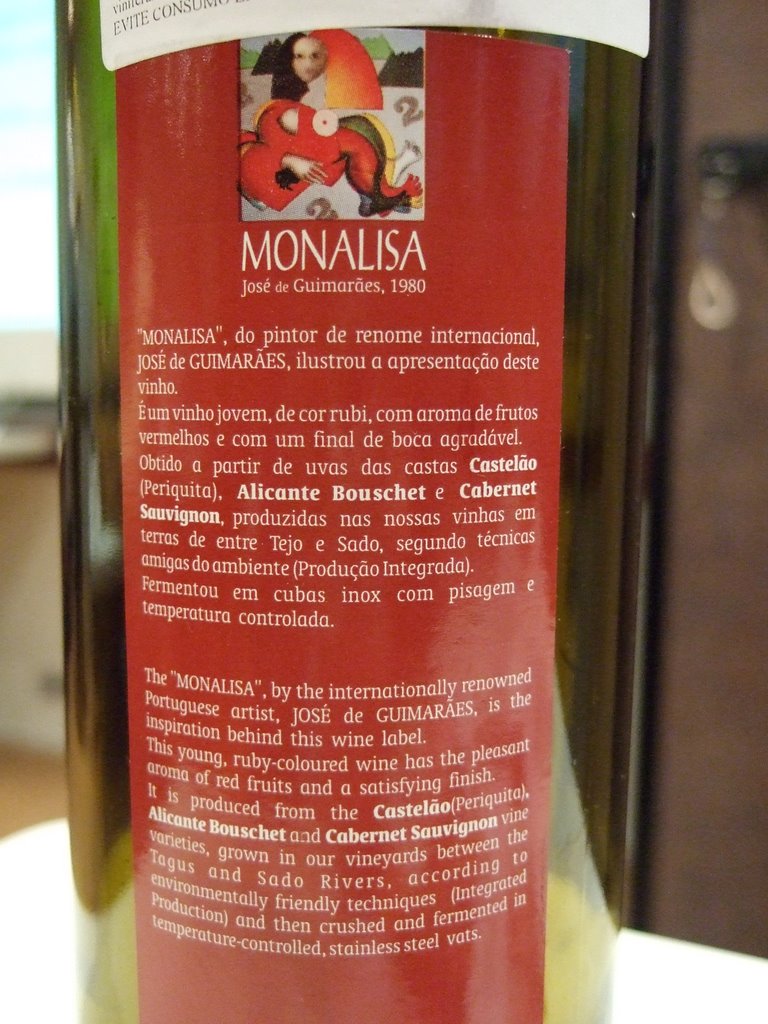 EVITE CONSUMO
MONALISA
José de Guimarães, 1980
"MONALISA", do pintor de renome internacional,
JOSÉ de GUIMARÃES, ilustrou a apresentação deste
vinho.
É um vinho jovem, de cor rubi, com aroma de frutos
vermelhos e com um final de boca agradável.
Obtido a partir de uvas das castas Castelão
(Periquita), Alicante Bouschet e Cabernet
Sauvignon, produzidas nas nossas vinhas em
terras de entre Tejo e Sado, segundo técnicas
amigas do ambiente (Produção Integrada).
Fermentou em cubas inox com pisagem e
temperatura controlada.
The "MONALISA", by the internationally renowned
Portuguese artist, JOSÉ de GUIMARÃES, is the
inspiration behind this wine label.
This young, ruby-coloured wine has the pleasant
aroma of red fruits and a satisfying finish.
It is produced from the Castelão(Periquita),
Alicante Bouschet and Cabernet Sauvignon vine
varieties, grown in our vineyards between the
Tagus and Sado Rivers, according to
environmentally friendly techniques (Integrated
Production) and then crushed and fermented in
temperature-controlled, stainless steel vats.